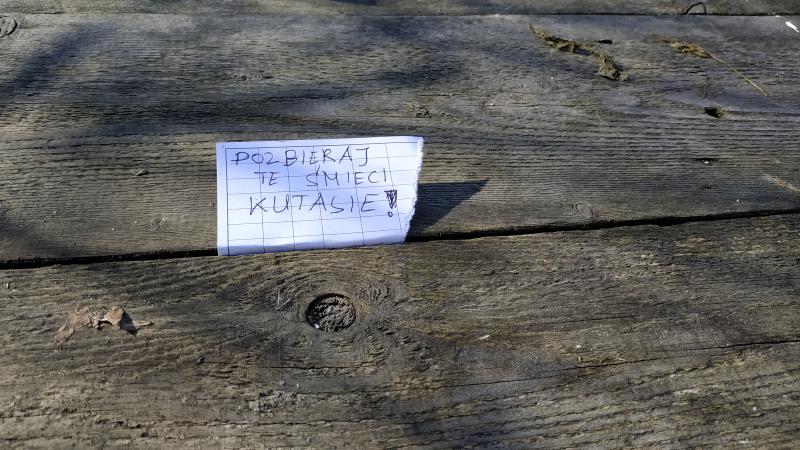 POZBIERAJ
TE ŚMIECI
KUTASIE!